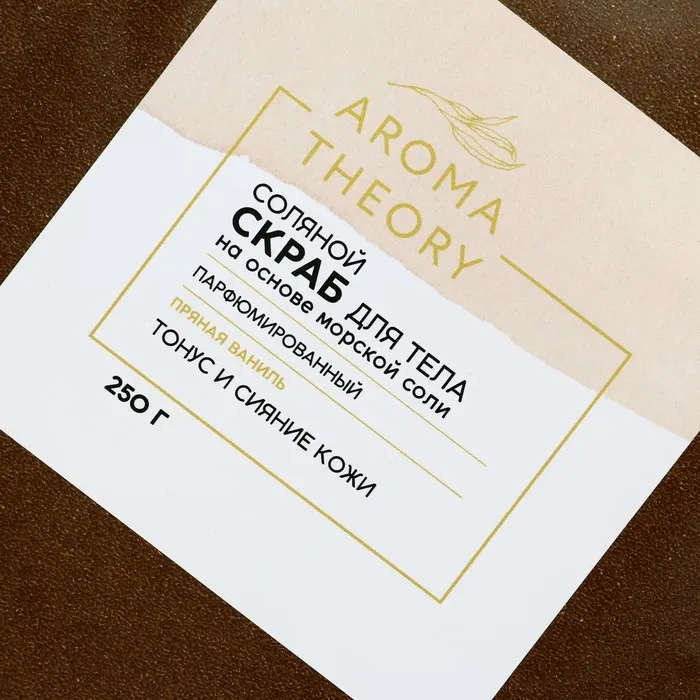 AROMA
THEORY
СОЛЯНОЙ
СКРАБ ДЛЯ ТЕЛА
на основе морской соли
ПАРФЮМИРОВАННЫЙ
ПРЯНАЯ ВАНИЛЬ
ТОНУС И СИЯНИЕ КОЖИ
250 Г